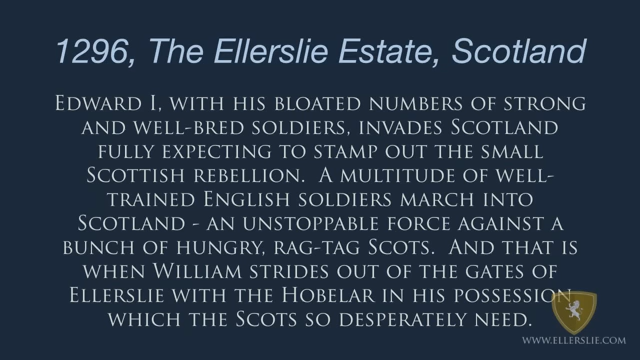 1296, The Ellerslie Estate, Scotland
Edward I, with his bloated numbers of strong
and well-bred soldiers, invades Scotland
fully expecting to stamp out the small
Scottish rebellion.  A multitude of well-
trained English soldiers march into
Scotland - an unstoppable force against a
bunch of hungry, rag-tag Scots.  And that is
when William strides out of the gates of
Ellerslie with the Hobelar in his possession
which the Scots so desperately need.
www.ellerslie.com